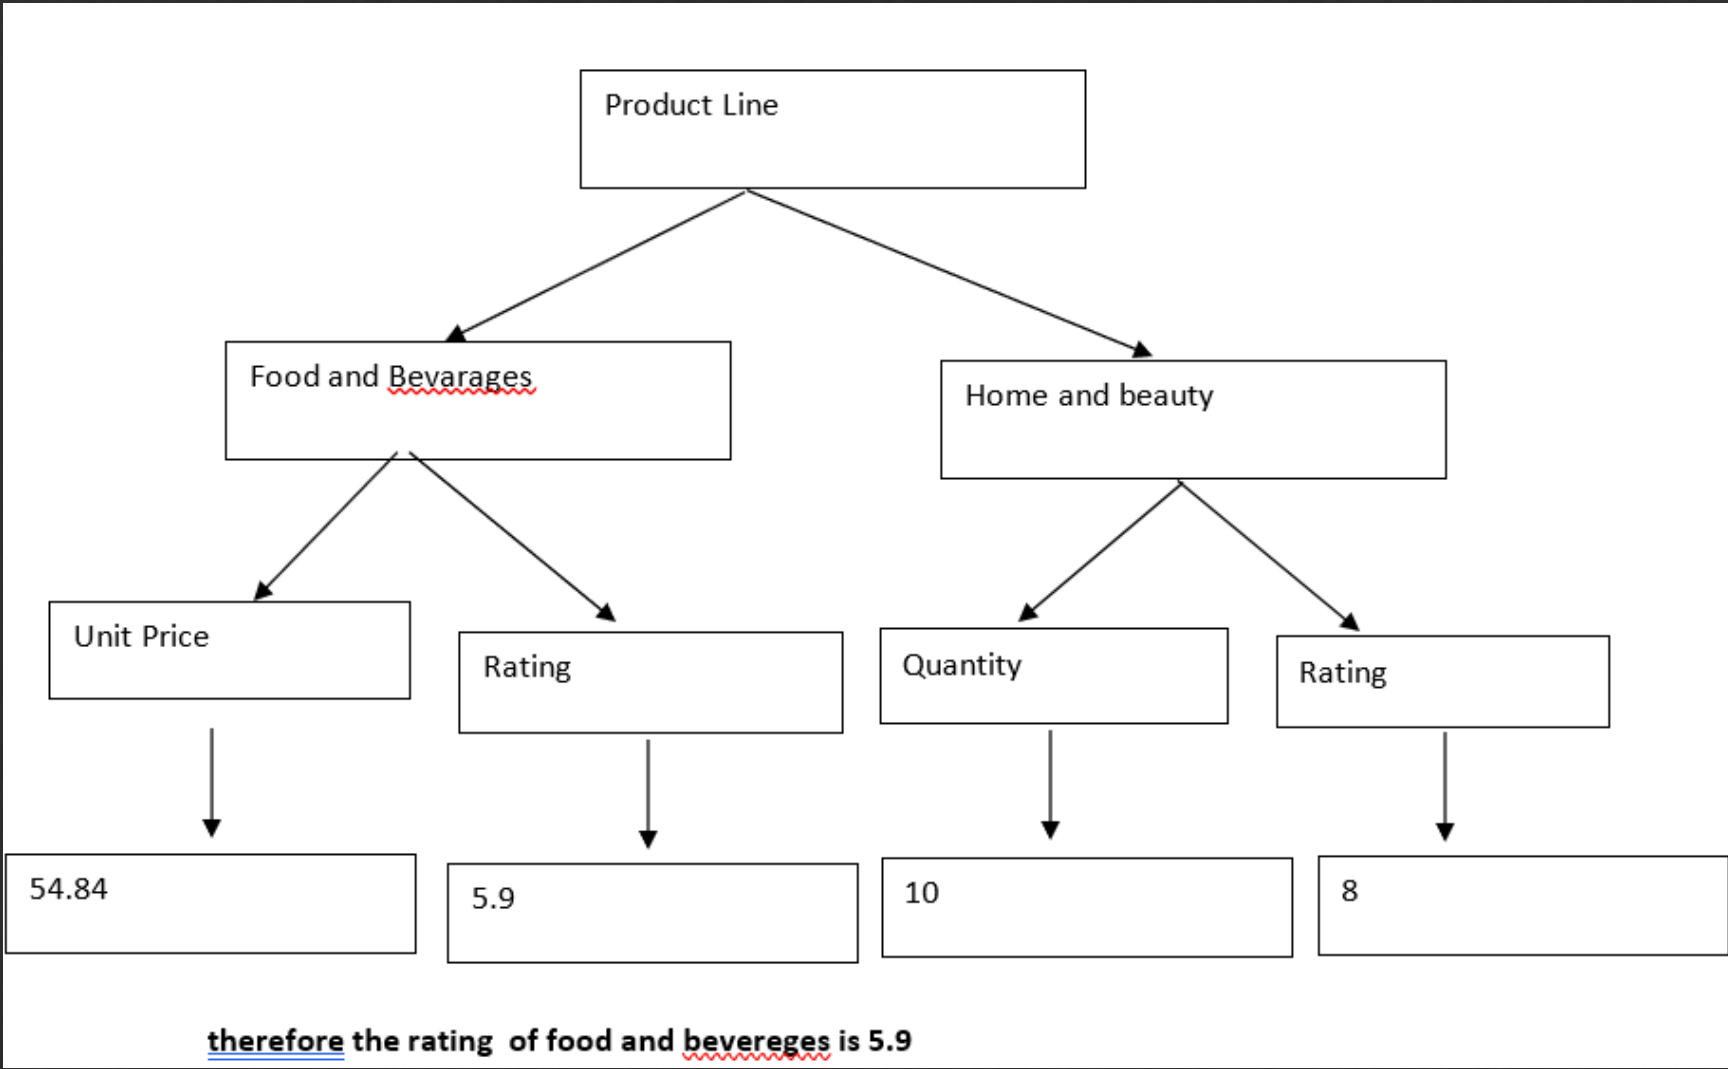 Product Line
Food and Bevarages
Home and beauty
Unit Price
Rating
Quantity
Rating
54.84
5.9
10
8
therefore the rating  of food and bevereges is 5.9